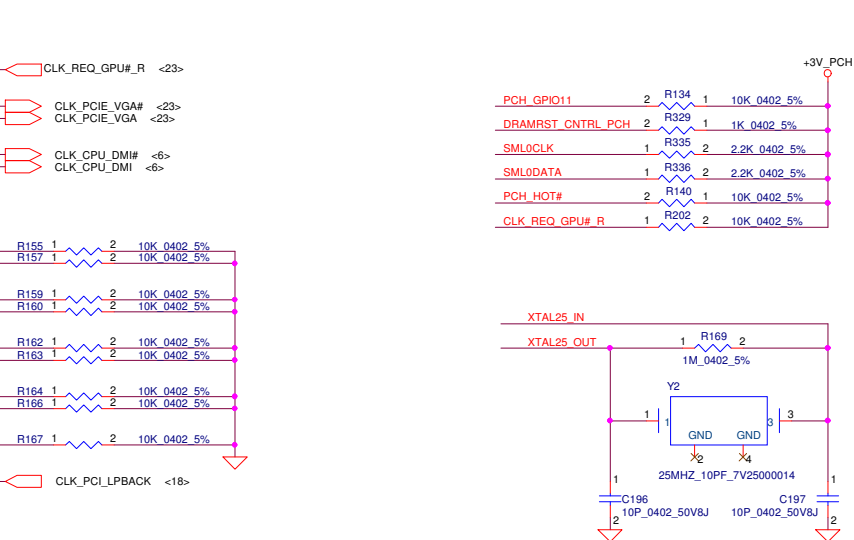 +3V_PCH
CLK_REQ_GPU#_R <23>
CLK_PCIE_VGA# <23>
CLK_PCIE_VGA <23>
CLK_CPU_DMI# <6>
CLK_CPU_DMI <6>
PCH_GPIO11 2 R134 1 10K_0402_5%
DRAMRST_CNTRL_PCH 2 R329 1 1K_0402_5%
SML0CLK 1 R335 2 2.2K_0402_5%
SML0DATA 1 R336 2 2.2K_0402_5%
PCH_HOT# 2 R140 1 10K_0402_5%
CLK_REQ_GPU#_R 1 R202 2 10K_0402_5%
R155 1 2 10K_0402_5%
R157 1 2 10K_0402_5%
R159 1 2 10K_0402_5%
R160 1 2 10K_0402_5%
R162 1 2 10K_0402_5%
R163 1 2 10K_0402_5%
R164 1 2 10K_0402_5%
R166 1 2 10K_0402_5%
R167 1 2 10K_0402_5%
CLK_PCI_LPBACK <18>
XTAL25_IN
XTAL25_OUT 1 R169 2
1M_0402_5%
Y2
1 1 3 3
GND GND
2 4
25MHZ_10PF_7V25000014
1 1
C196 C197
10P_0402_50V8J 10P_0402_50V8J
2 2